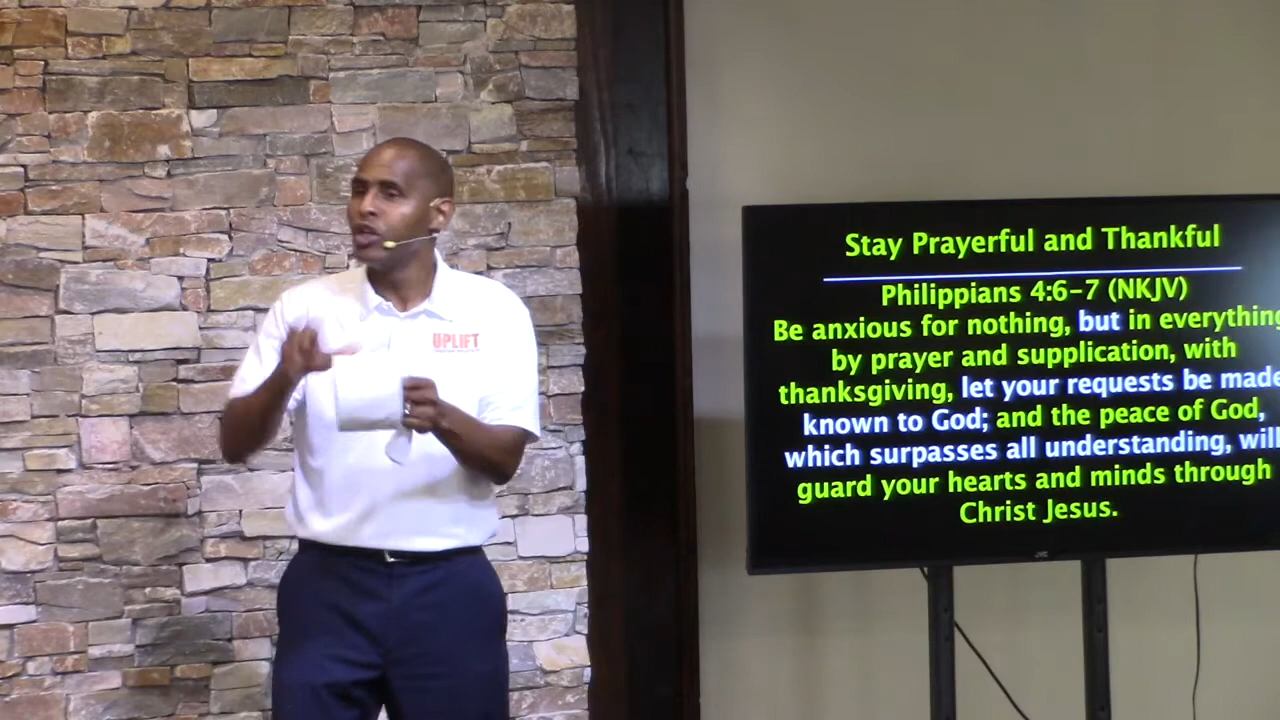 UPLIFT
Stay Prayerful and Thankful
Philippians 4:6-7 (NKJV)
Be anxious for nothing, but in everything
by prayer and supplication, with
thanksgiving, let your requests be made
known to God; and the peace of God,
which surpasses all understanding, will
guard your hearts and minds through
Christ Jesus.
JVC